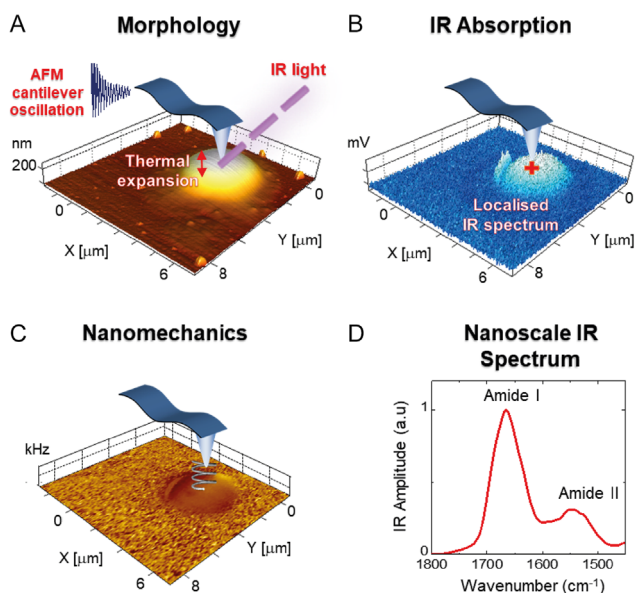 A
Morphology
AFM
cantilever
oscillation
IR light
nm
200
Thermal
expansion
0
X [μm]
6
8
Y [μm]
0
B
IR Absorption
mV
Localised
IR spectrum
0
X [μm]
6
8
Y [μm]
0
C
Nanomechanics
kHz
0
X [μm]
6
8
Y [μm]
0
D
Nanoscale IR
Spectrum
IR Amplitude (a.u)
1
0
Amide I
Amide II
1800
1700
1600
1500
Wavenumber (cm⁻¹)